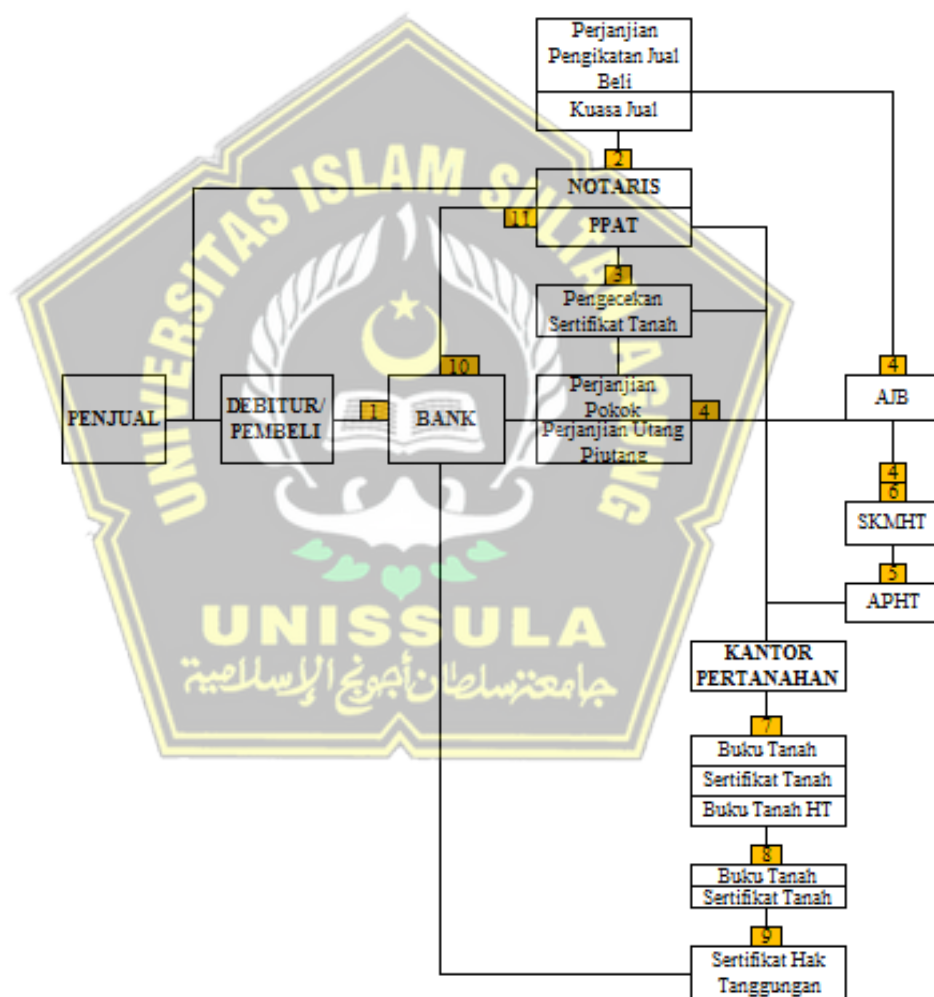 Perjanjian
Pengikatan Jual
Beli
Kuasa Jual
2
NOTARIS
11
PPAT
3
Pengecekan
Sertifikat Tanah
10
4
PENJUAL
DEBITUR/
PEMBELI
1
BANK
Perjanjian
Pokok
4
Perjanjian Utang
Piutang
AJB
4
6
SKMHT
5
APHT
KANTOR
PERTANAHAN
7
Buku Tanah
Sertifikat Tanah
Buku Tanah HT
8
Buku Tanah
Sertifikat Tanah
9
Sertifikat Hak
Tanggungan
UNIVERSITAS ISLAM SULTAN AGUNG
UNISSULA
جامعتسلطان أجونج الإسلامية